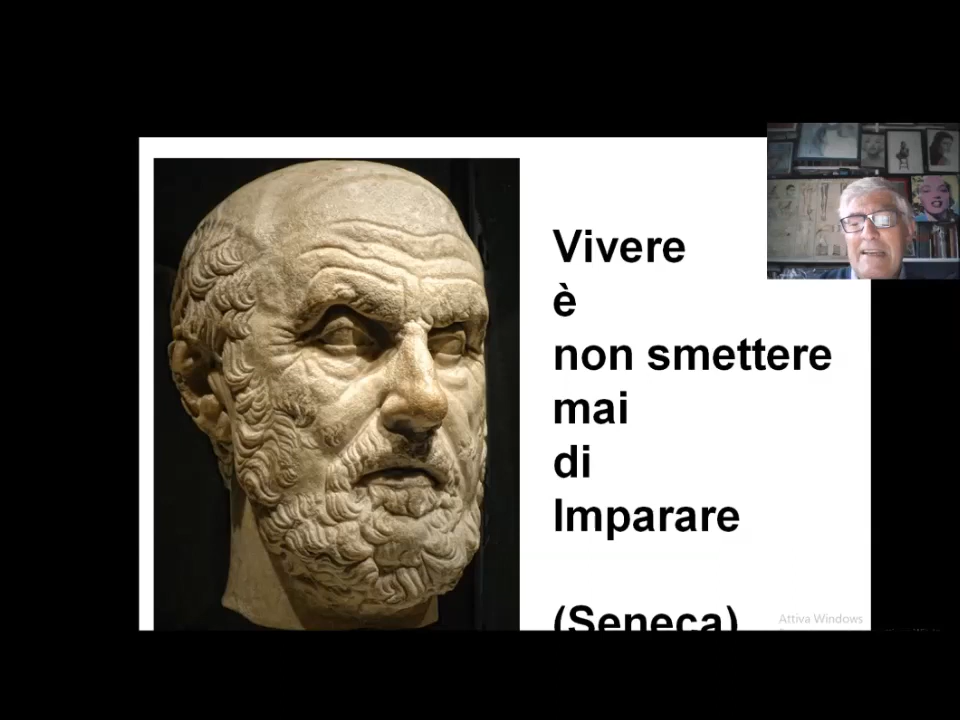 Vivere
è
non smettere
mai
di
Imparare
(Seneca)
Attiva Windows